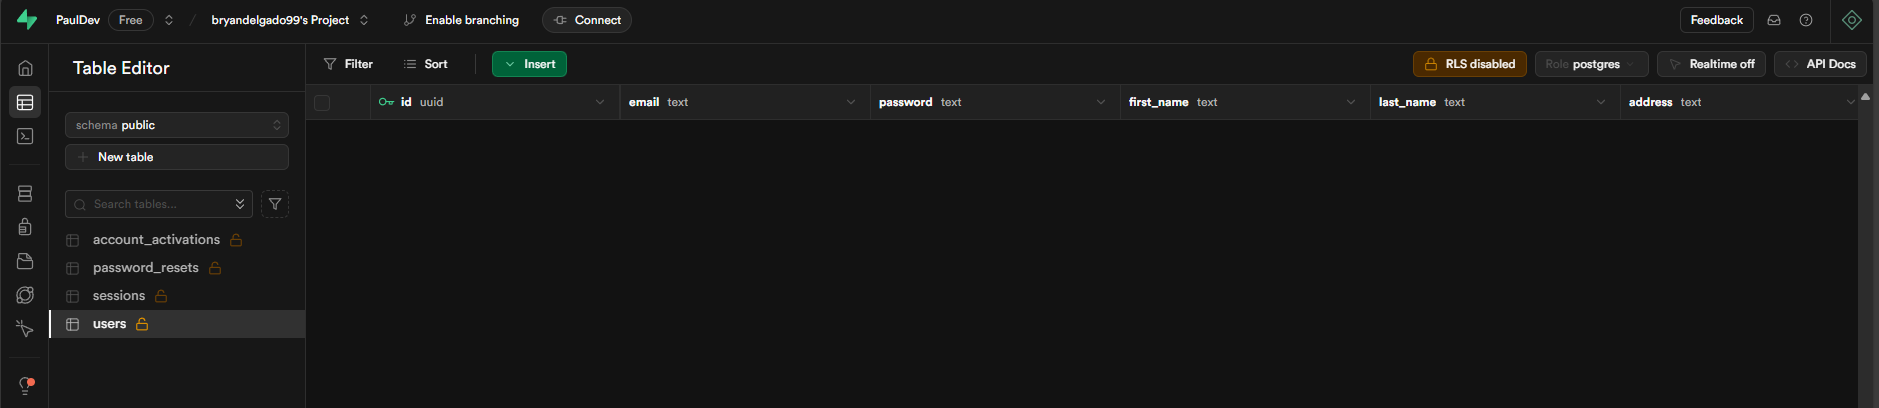 PaulDev Free / bryandelgado99's Project Enable branching Connect Feedback
Table Editor Filter Sort Insert RLS disabled Role postgres Realtime off API Docs
id uuid email text password text first_name text last_name text address text
schema public
New table
Search tables...
account_activations
password_resets
sessions
users